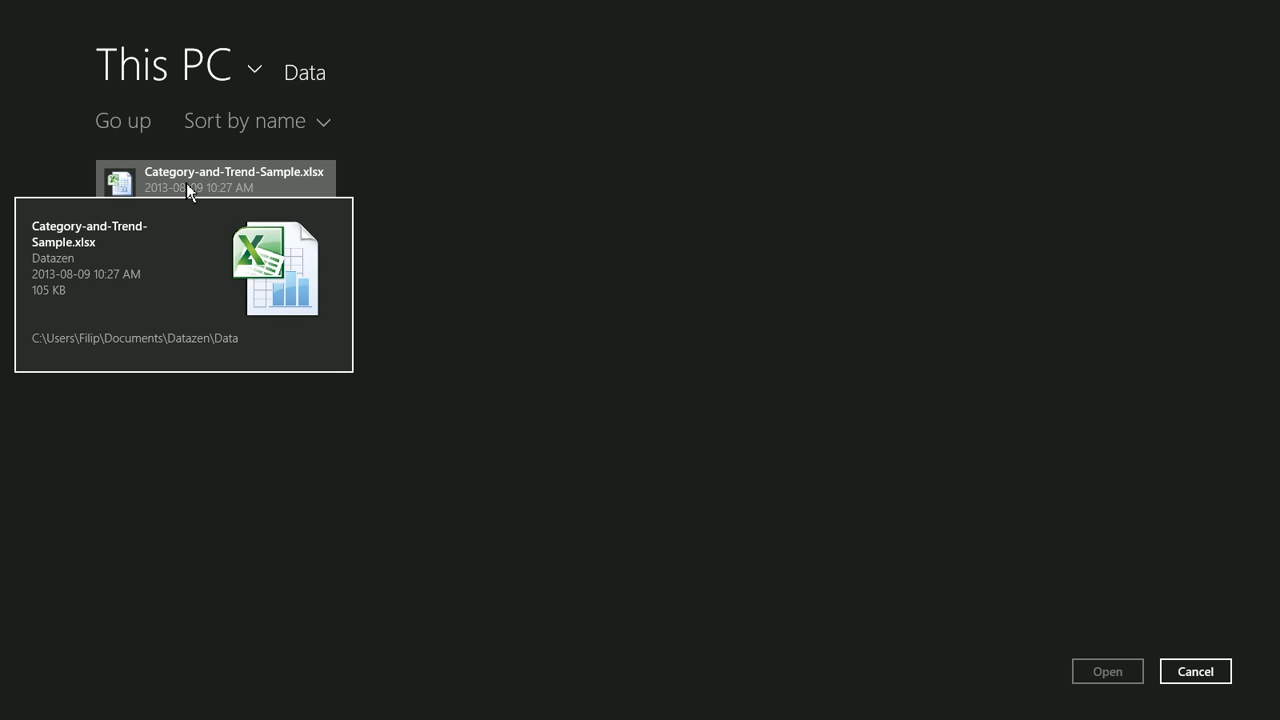 This PC Data
Go up Sort by name
Category-and-Trend-Sample.xlsx
2013-08-09 10:27 AM
Category-and-Trend-
Sample.xlsx
Datazen
2013-08-09 10:27 AM
105 KB
C:\Users\Filip\Documents\Datazen\Data
Open Cancel